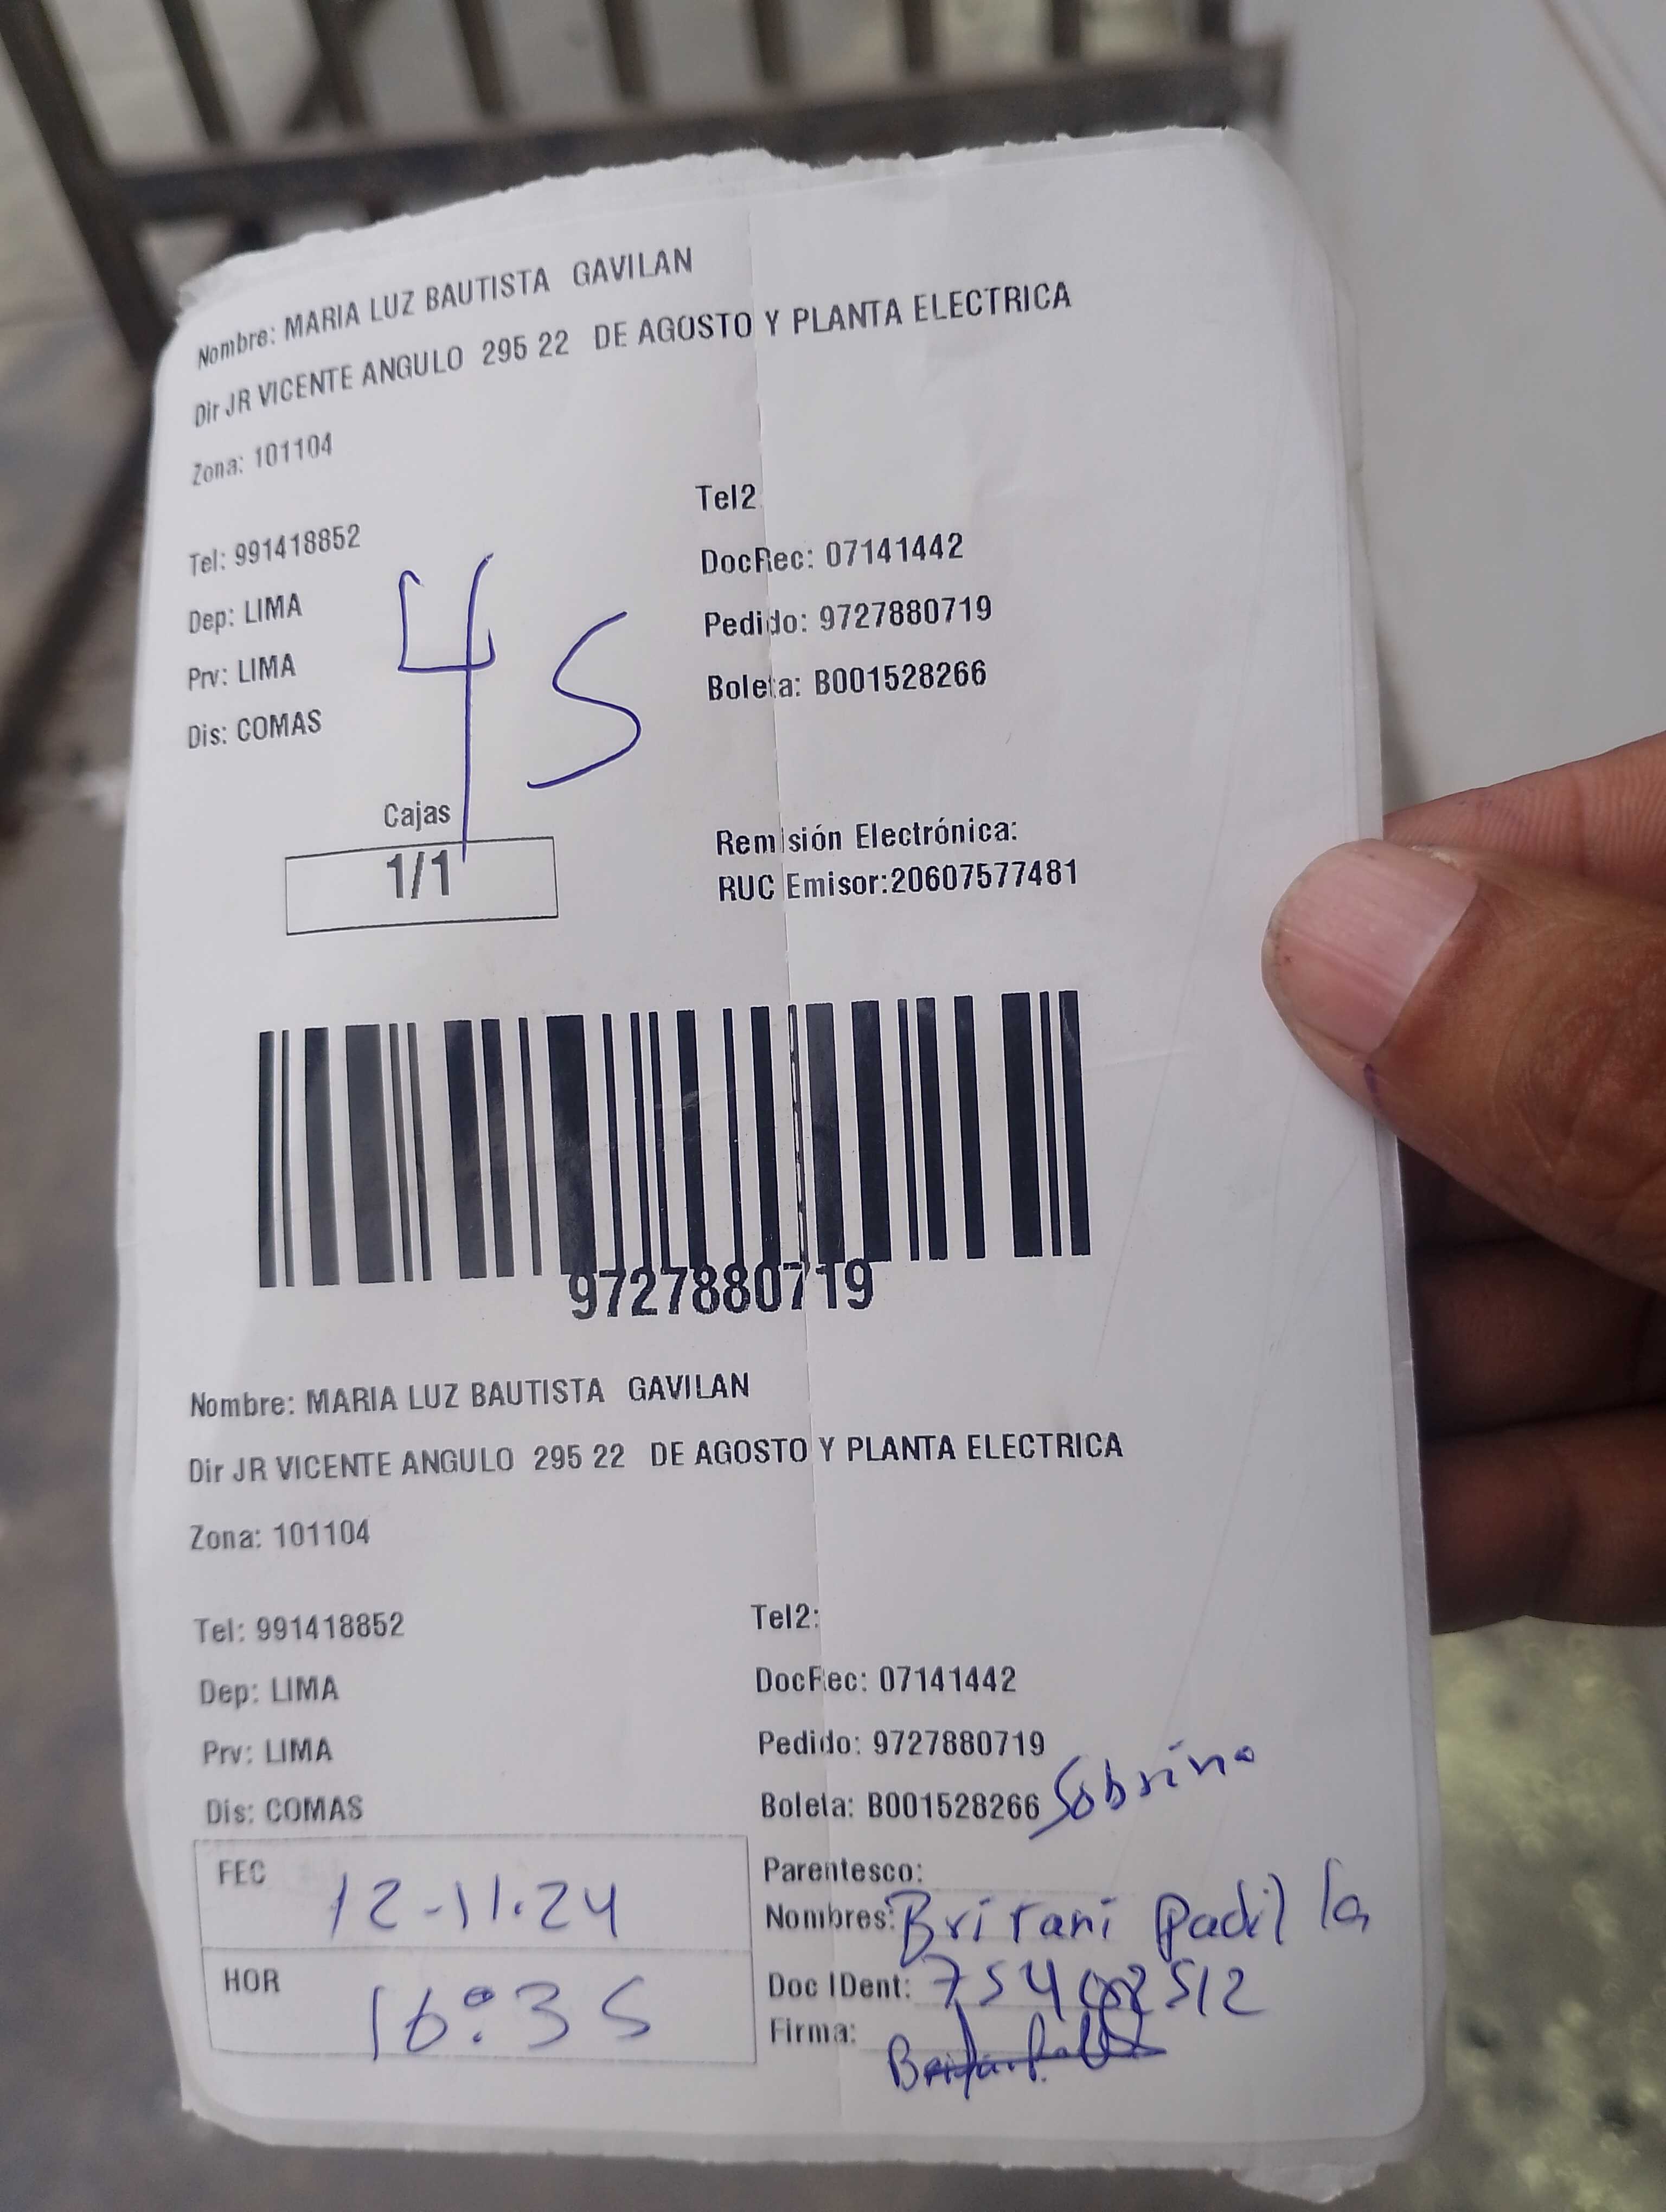 Nombre: MARIA LUZ BAUTISTA GAVILAN
Dir JR VICENTE ANGULO 295 22 DE AGOSTO Y PLANTA ELECTRICA
Zona: 101104
Tel: 991418852
Tel2
Dep: LIMA
DocRec: 07141442
Prv: LIMA
Pedido: 9727880719
Dis: COMAS
Boleta: B001528266
45
Cajas
1/1
Remisión Electrónica:
RUC Emisor:20607577481
9727880719
Nombre: MARIA LUZ BAUTISTA GAVILAN
Dir JR VICENTE ANGULO 295 22 DE AGOSTO Y PLANTA ELECTRICA
Zona: 101104
Tel: 991418852
Tel2:
Dep: LIMA
DocRec: 07141442
Prv: LIMA
Pedido: 9727880719
Dis: COMAS
Boleta: B001528266
Sobrino
FEC 12-11.24
Parentesco:
Nombres: Britani Padilla
HOR 16:35
Doc IDent:
Firma: